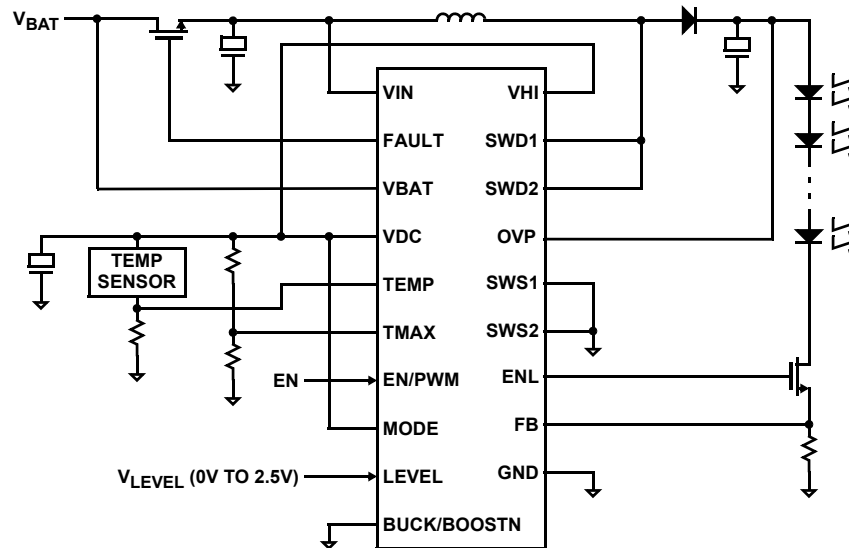 VBAT
VIN
VHI
FAULT
SWD1
VBAT
SWD2
VDC
OVP
TEMP
SENSOR
TEMP
SWS1
TMAX
SWS2
EN
EN/PWM
ENL
MODE
FB
VLEVEL (0V TO 2.5V)
LEVEL
GND
BUCK/BOOSTN